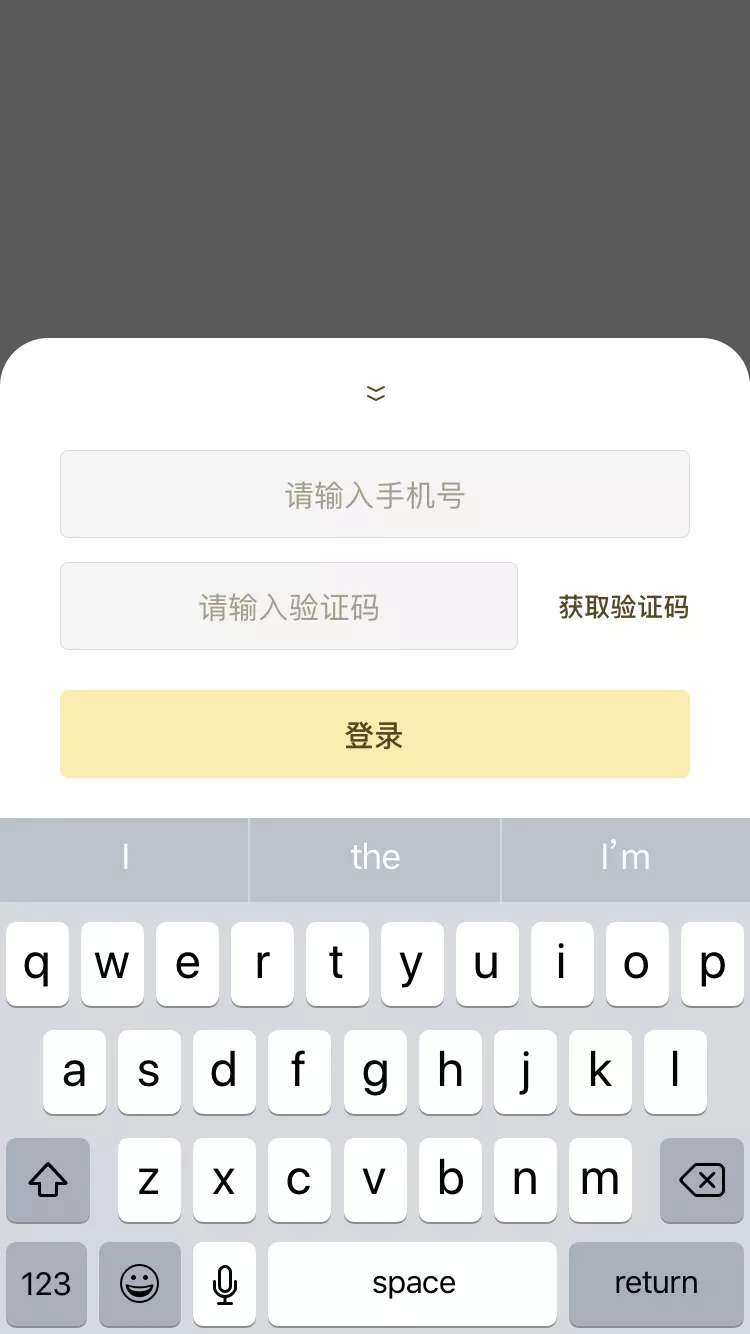 请输入手机号
请输入验证码 获取验证码
登录
I the I’m
q w e r t y u i o p
a s d f g h j k l
z x c v b n m
123 space return